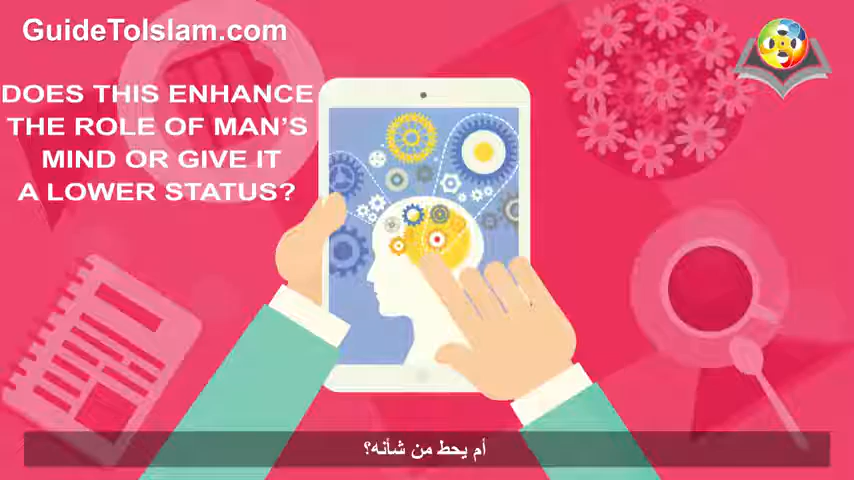 GuideToIslam.com
DOES THIS ENHANCE
THE ROLE OF MAN'S
MIND OR GIVE IT
A LOWER STATUS?
أم يحط من شأنه؟